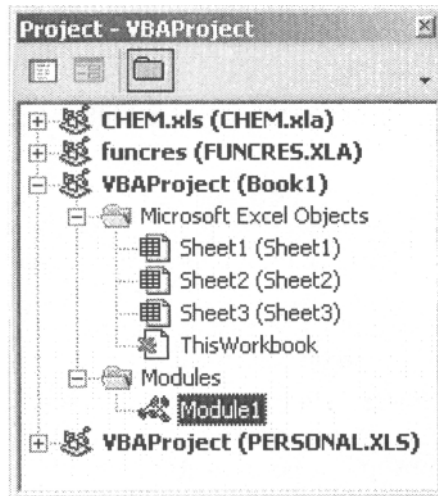 Project - VBAProject
CHEM.xls (CHEM.xla)
funcres (FUNCRES.XLA)
VBAProject (Book1)
Microsoft Excel Objects
Sheet1 (Sheet1)
Sheet2 (Sheet2)
Sheet3 (Sheet3)
ThisWorkbook
Modules
Module1
VBAProject (PERSONAL.XLS)